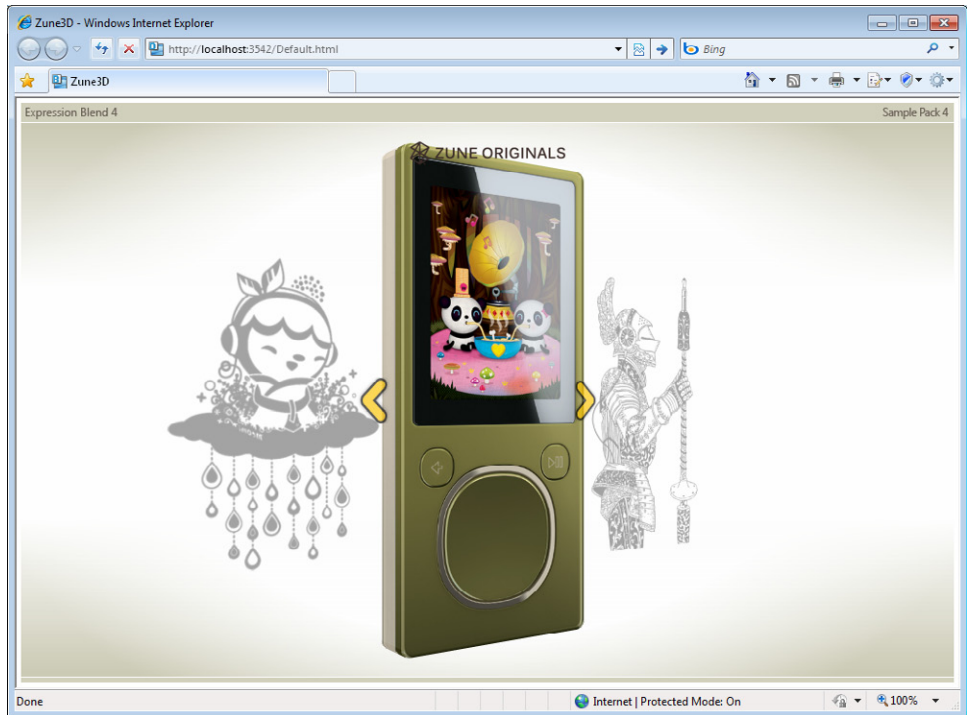 Zune3D - Windows Internet Explorer
http://localhost:3542/Default.html
Bing
Zune3D
Expression Blend 4
Sample Pack 4
ZUNE ORIGINALS
Done
Internet | Protected Mode: On
100%